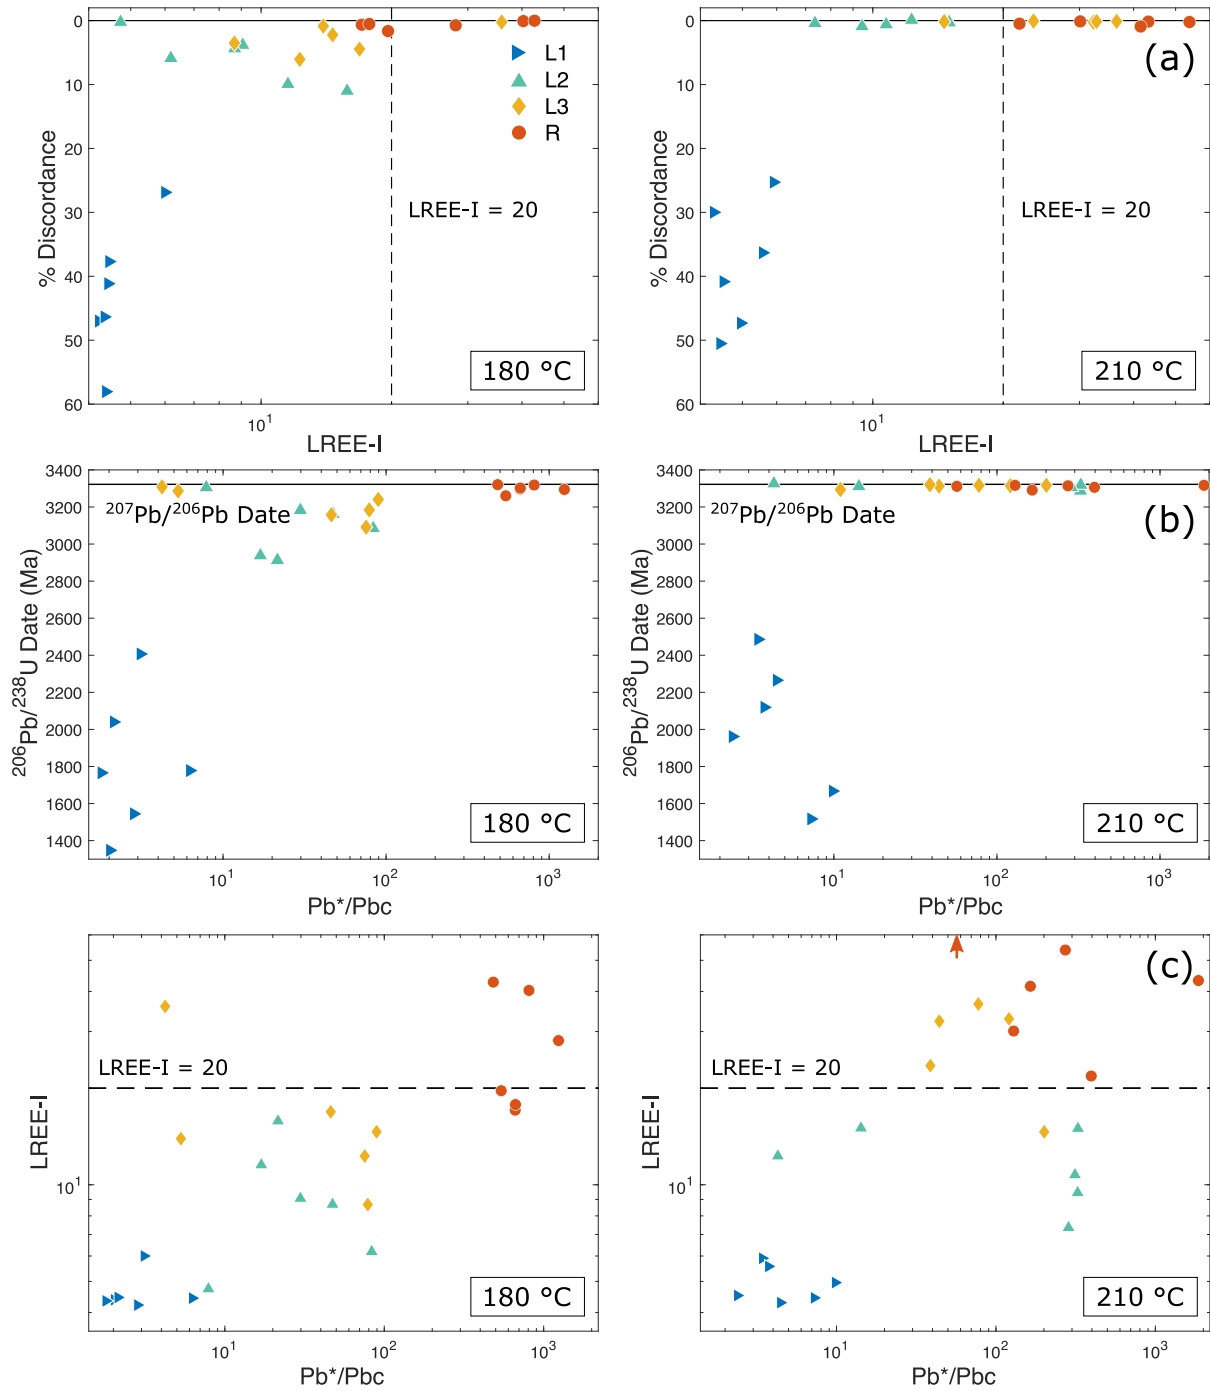 0
10
20
30
40
50
60
% Discordance
L1
L2
L3
R
LREE-I = 20
180 °C
10¹
LREE-I
0
10
20
30
40
50
60
% Discordance
(a)
LREE-I = 20
210 °C
10¹
LREE-I
3400
3200
3000
2800
2600
2400
2200
2000
1800
1600
1400
²⁰⁶Pb/²³⁸U Date (Ma)
²⁰⁷Pb/²⁰⁶Pb Date
180 °C
10¹
10²
10³
Pb*/Pbc
3400
3200
3000
2800
2600
2400
2200
2000
1800
1600
1400
²⁰⁶Pb/²³⁸U Date (Ma)
²⁰⁷Pb/²⁰⁶Pb Date
(b)
210 °C
10¹
10²
10³
Pb*/Pbc
LREE-I = 20
LREE-I
10¹
180 °C
10¹
10²
10³
Pb*/Pbc
(c)
LREE-I = 20
LREE-I
10¹
210 °C
10¹
10²
10³
Pb*/Pbc